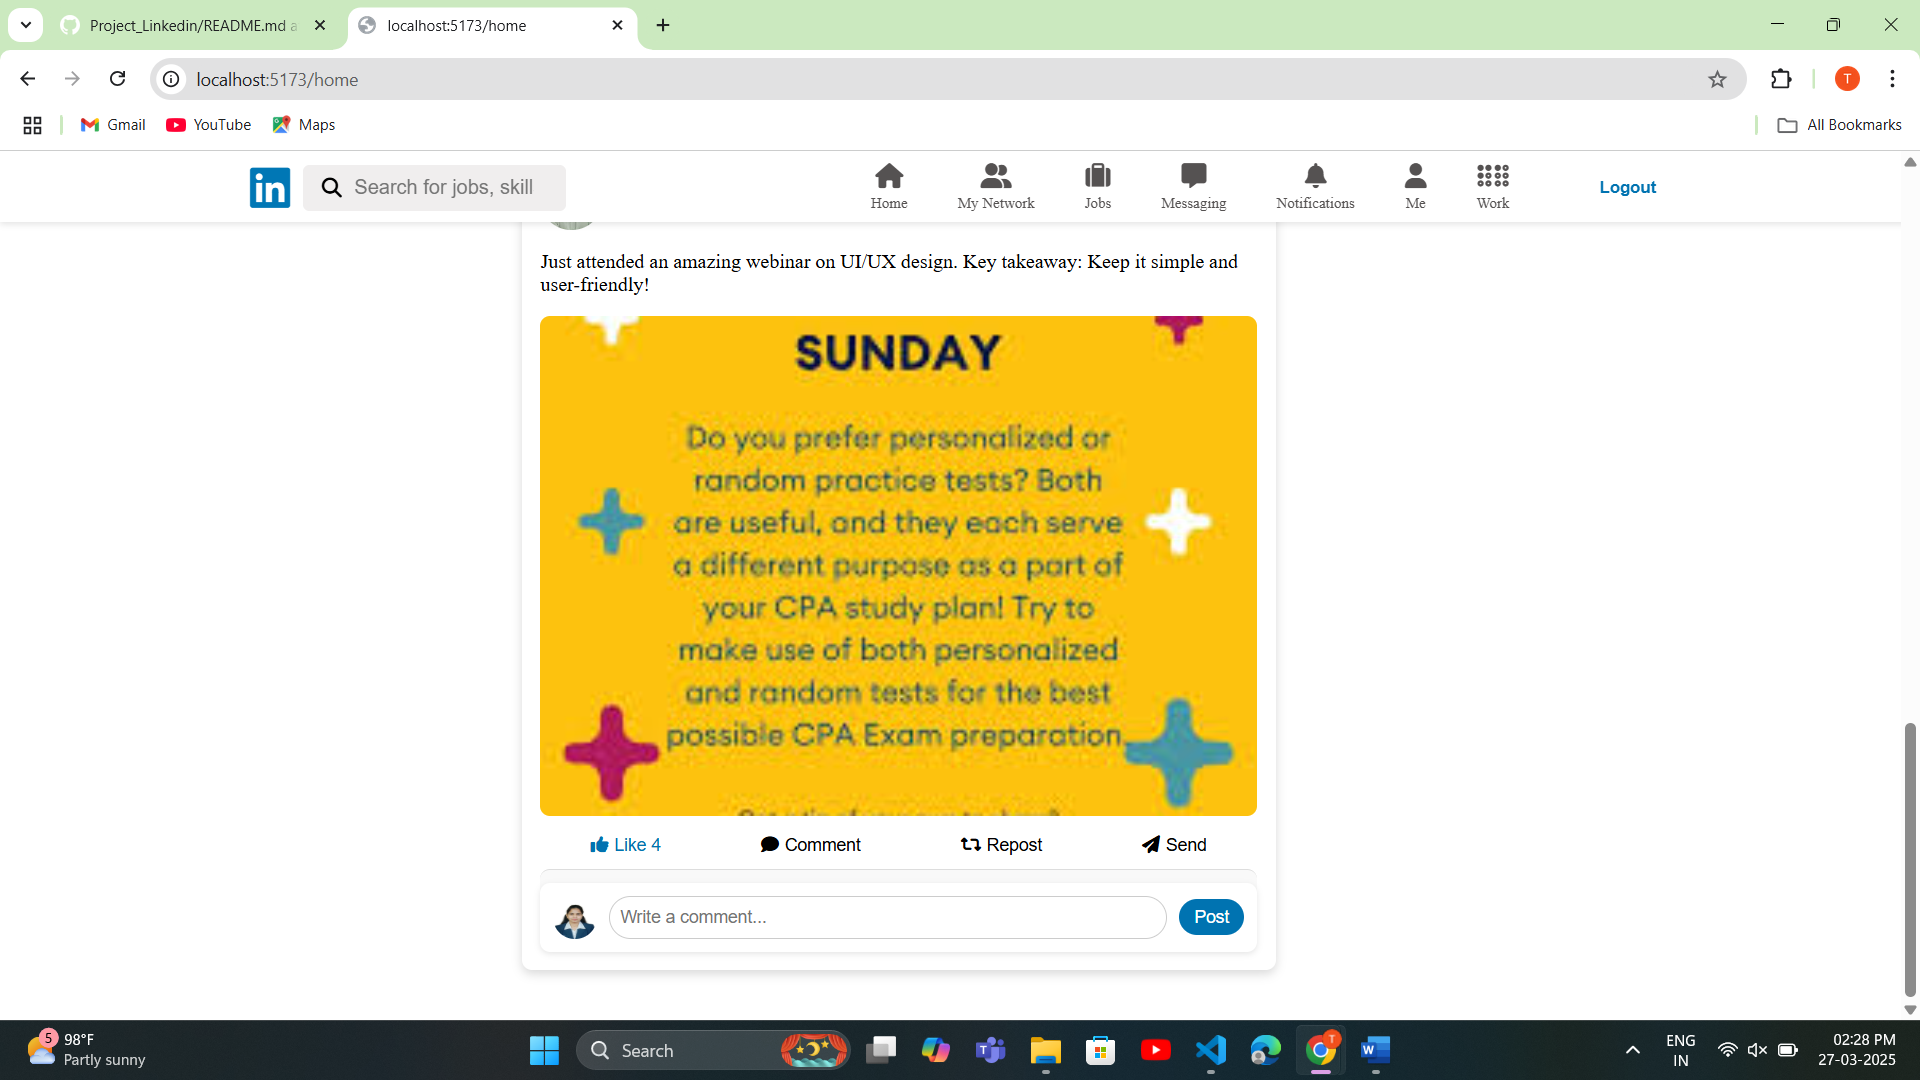 Project_Linkedin/README.md a
localhost:5173/home
localhost:5173/home
T
Gmail
YouTube
Maps
All Bookmarks
in
Search for jobs, skill
Home
My Network
Jobs
Messaging
Notifications
Me
Work
Logout
Just attended an amazing webinar on UI/UX design. Key takeaway: Keep it simple and
user-friendly!
SUNDAY
Do you prefer personalized or
random practice tests? Both
are useful, and they each serve
a different purpose as a part of
your CPA study plan! Try to
make use of both personalized
and random tests for the best
possible CPA Exam preparation.
Like 4
Comment
Repost
Send
Write a comment...
Post
5
98°F
Partly sunny
Search
T
W
T
ENG
IN
02:28 PM
27-03-2025